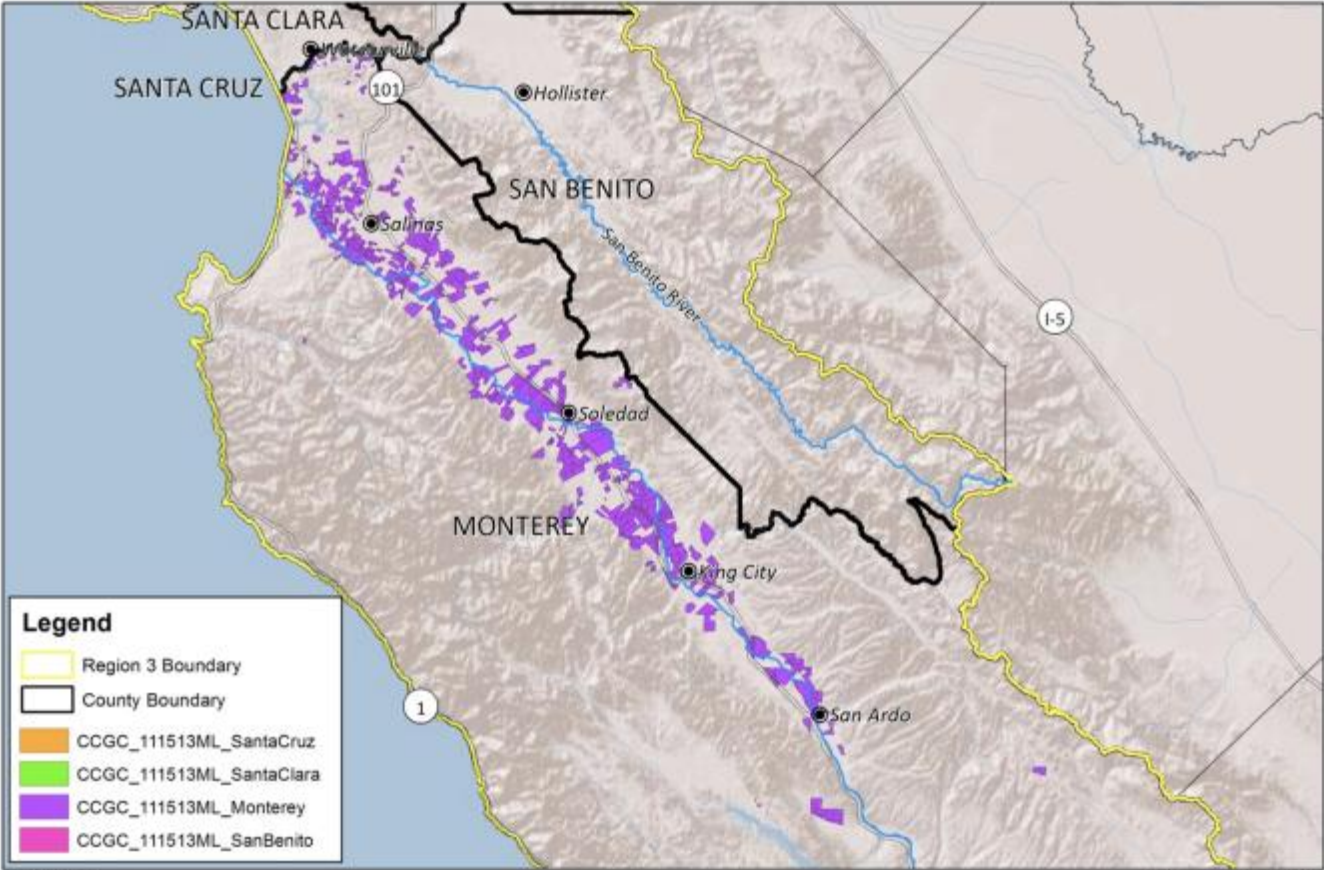 SANTA CLARA
SANTA CRUZ
101
Hollister
SAN BENITO
Salinas
San Benito River
I-5
Soledad
MONTEREY
King City
San Ardo
1
Legend
Region 3 Boundary
County Boundary
CCGC_111513ML_SantaCruz
CCGC_111513ML_SantaClara
CCGC_111513ML_Monterey
CCGC_111513ML_SanBenito